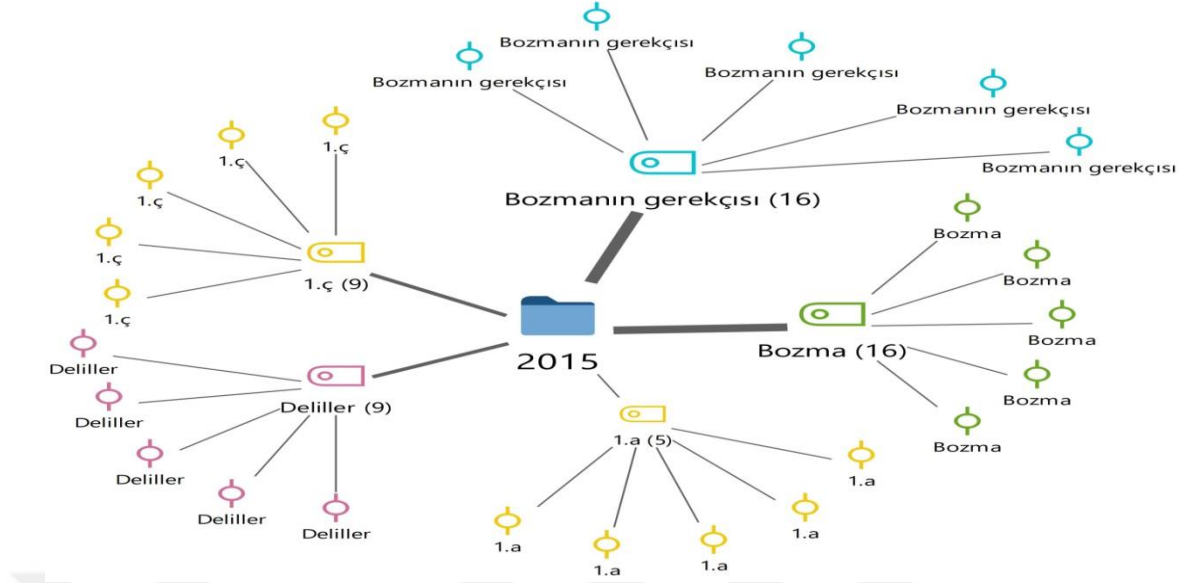 Bozmanın gerekçısı
Bozmanın gerekçısı
Bozmanın gerekçısı
Bozmanın gerekçısı
Bozmanın gerekçısı
Bozmanın gerekçısı (16)
1.ç
1.ç
1.ç
1.ç
1.ç
1.ç (9)
Bozma
Bozma
Bozma
Bozma
Bozma
Bozma (16)
2015
Deliller
Deliller
Deliller
Deliller
Deliller
Deliller (9)
1.a (5)
1.a
1.a
1.a
1.a
1.a